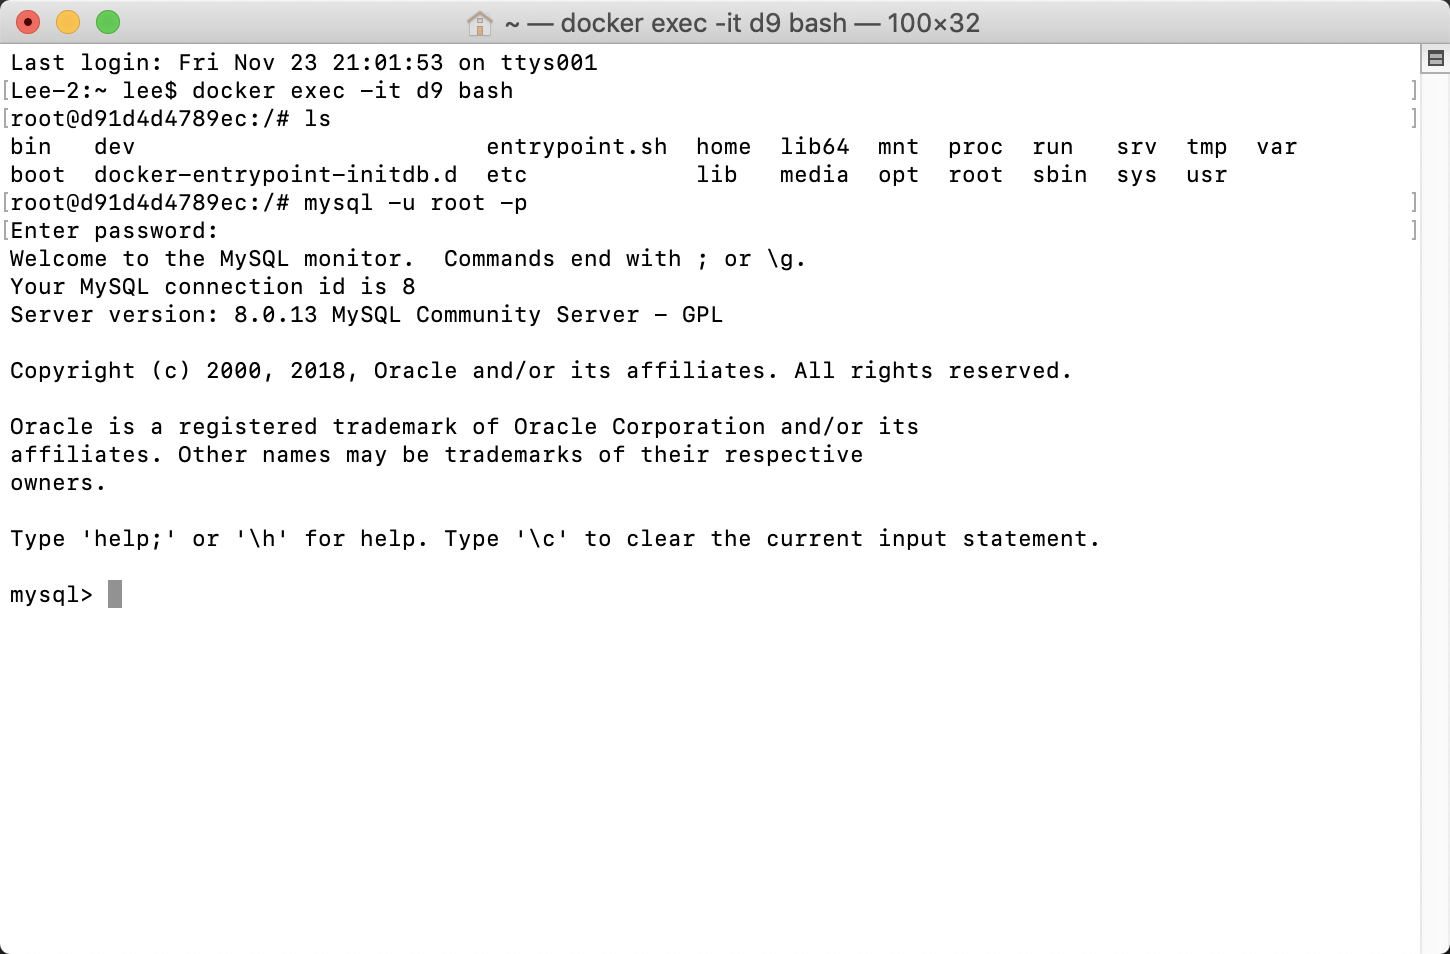 ~ — docker exec -it d9 bash — 100×32
Last login: Fri Nov 23 21:01:53 on ttys001
[Lee-2:~ lee$ docker exec -it d9 bash ]
[root@d91d4d4789ec:/# ls ]
bin   dev                         entrypoint.sh  home  lib64  mnt  proc  run   srv  tmp  var
boot  docker-entrypoint-initdb.d  etc            lib   media  opt  root  sbin  sys  usr
[root@d91d4d4789ec:/# mysql -u root -p ]
[Enter password: ]
Welcome to the MySQL monitor.  Commands end with ; or \g.
Your MySQL connection id is 8
Server version: 8.0.13 MySQL Community Server - GPL
Copyright (c) 2000, 2018, Oracle and/or its affiliates. All rights reserved.
Oracle is a registered trademark of Oracle Corporation and/or its
affiliates. Other names may be trademarks of their respective
owners.
Type 'help;' or '\h' for help. Type '\c' to clear the current input statement.
mysql>